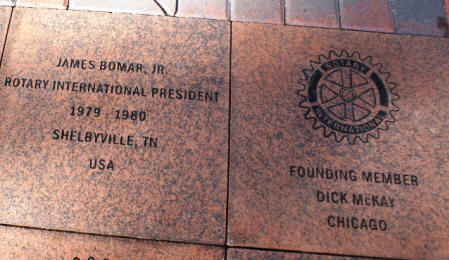 JAMES BOMAR, JR.
ROTARY INTERNATIONAL PRESIDENT
1979 - 1980
SHELBYVILLE, TN
USA
ROTARY
INTERNATIONAL
FOUNDING MEMBER
DICK McKAY
CHICAGO